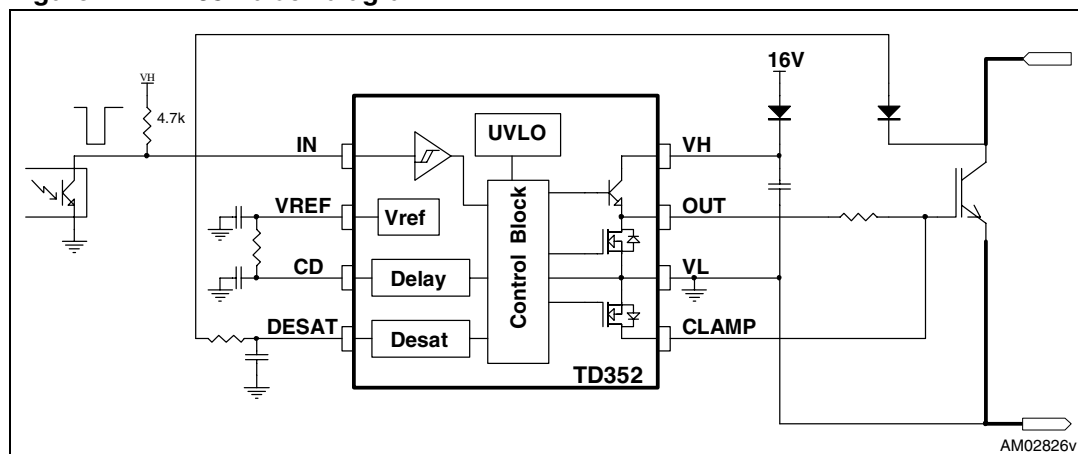 16V
VH
4.7k
IN
UVLO
VH
VREF
Vref
Control Block
OUT
CD
Delay
VL
DESAT
Desat
CLAMP
TD352
AM02826v